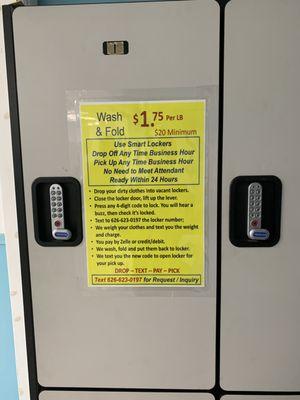 Wash $1.75 Per LB
& Fold $20 Minimum
Use Smart Lockers
Drop Off Any Time Business Hour
Pick Up Any Time Business Hour
No Need to Meet Attendant
Ready Within 24 Hours
• Drop your dirty clothes into vacant lockers.
• Close the locker door, lift up the lever.
• Press any 4-digit code to lock. You will hear a
buzz, then check it's locked.
• Text to 626-623-0197 the locker number;
• We weigh your clothes and text you the weight
and charge.
• You pay by Zelle or credit/debit.
• We wash, fold and put them back to locker.
• We text you the new code to open locker for
your pick up.
DROP – TEXT – PAY – PICK
Text 626-623-0197 for Request / Inquiry